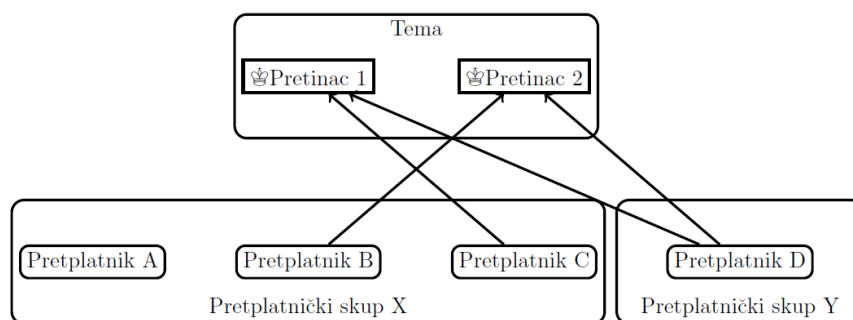 Tema
♔Pretinac 1
♔Pretinac 2
Pretplatnik A
Pretplatnik B
Pretplatnik C
Pretplatnik D
Pretplatnički skup X
Pretplatnički skup Y